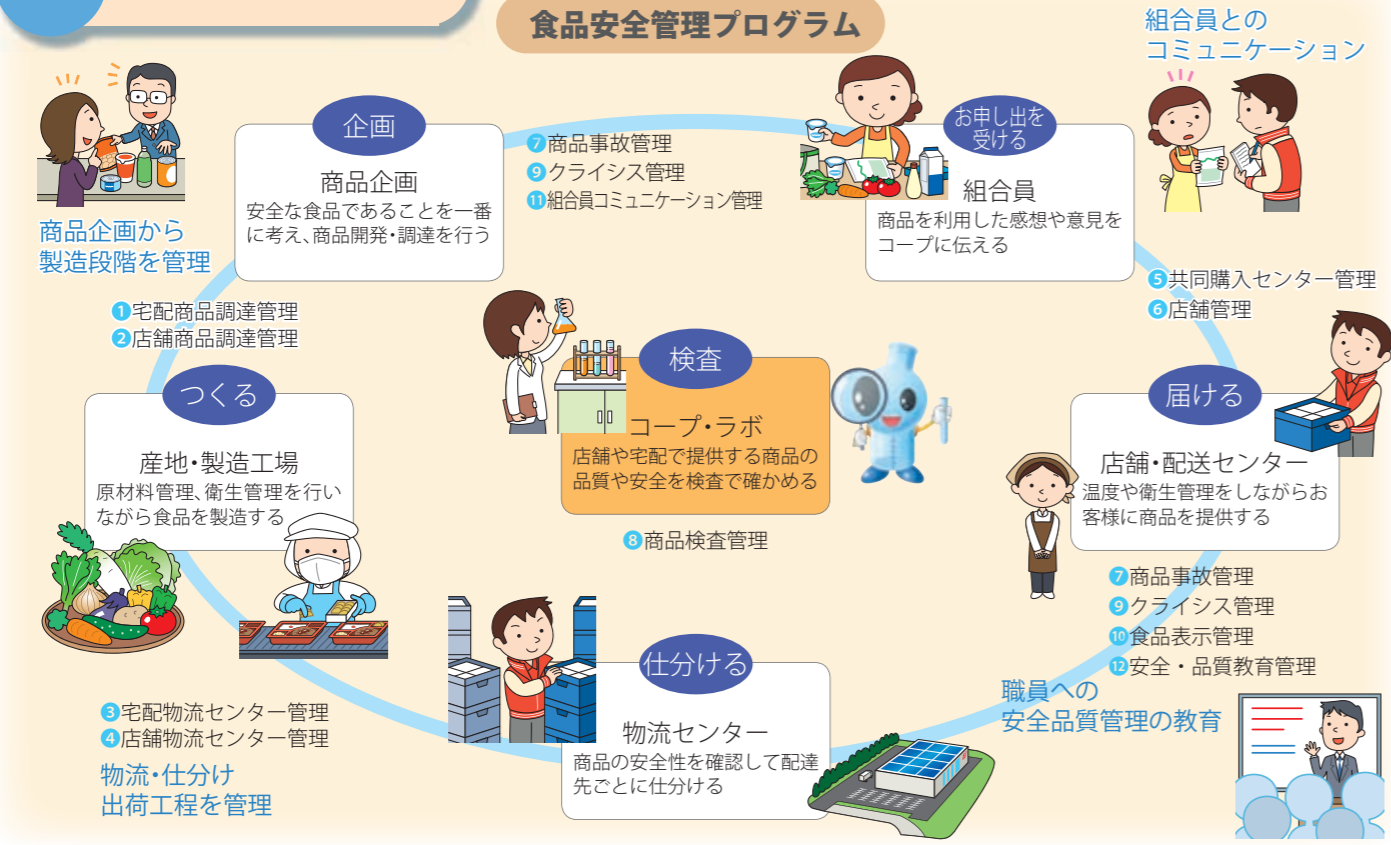 食品安全管理プログラム
組合員との
コミュニケーション
企画
商品企画
安全な食品であることを一番
に考え、商品開発・調達を行う
商品企画から
製造段階を管理
❼商品事故管理
❾クライシス管理
⓫組合員コミュニケーション管理
お申し出を
受ける
組合員
商品を利用した感想や意見を
コープに伝える
❶宅配商品調達管理
❷店舗商品調達管理
❺共同購入センター管理
❻店舗管理
つくる
産地・製造工場
原材料管理、衛生管理を行い
ながら食品を製造する
検査
コープ・ラボ
店舗や宅配で提供する商品の
品質や安全を検査で確かめる
❽商品検査管理
届ける
店舗・配送センター
温度や衛生管理をしながらお
客様に商品を提供する
❼商品事故管理
❾クライシス管理
❿食品表示管理
⓬安全・品質教育管理
職員への
安全品質管理の教育
❸宅配物流センター管理
❹店舗物流センター管理
物流・仕分け
出荷工程を管理
仕分ける
物流センター
商品の安全性を確認して配達
先ごとに仕分ける